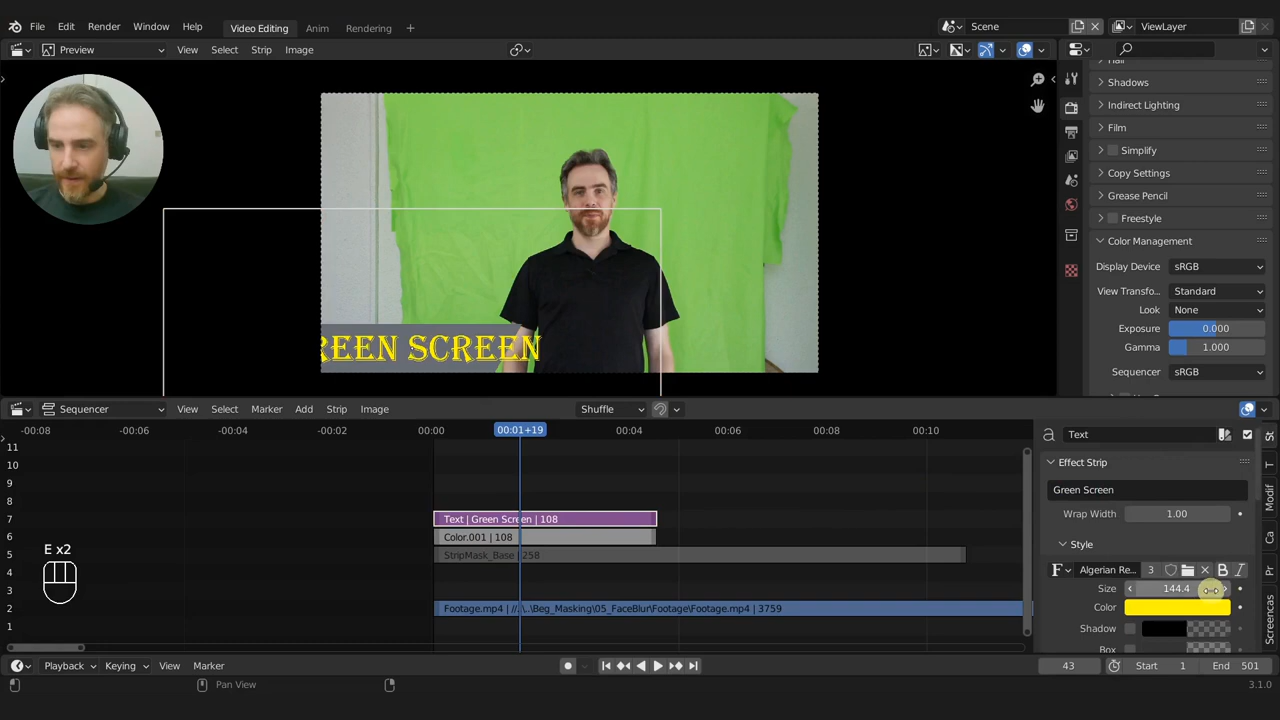 File Edit Render Window Help Video Editing Anim Rendering Scene ViewLayer
Preview View Select Strip Image
Shadows
Indirect Lighting
Film
Simplify
Copy Settings
Grease Pencil
Freestyle
Color Management
Display Device sRGB
View Transfo... Standard
Look None
Exposure 0.000
Gamma 1.000
Sequencer sRGB
REEN SCREEN
Sequencer View Select Marker Add Strip Image Shuffle
-00:08 -00:06 -00:04 -00:02 00:00 00:01+19 00:04 00:06 00:08 00:10
11
10
9
8
7
6
5
4
3
2
1
Text | Green Screen | 108
Color.001 | 108
StripMask_Base | 258
Footage.mp4 | //..\..\Beg_Masking\05_FaceBlur\Footage\Footage.mp4 | 3759
E x2
Text
Effect Strip
Green Screen
Wrap Width 1.00
Style
Algerian Re... 3
Size 144.4
Color
Shadow
Box
St
T
Modif
Ca
Pr
Screencas
Playback Keying View Marker 43 Start 1 End 501
Pan View 3.1.0